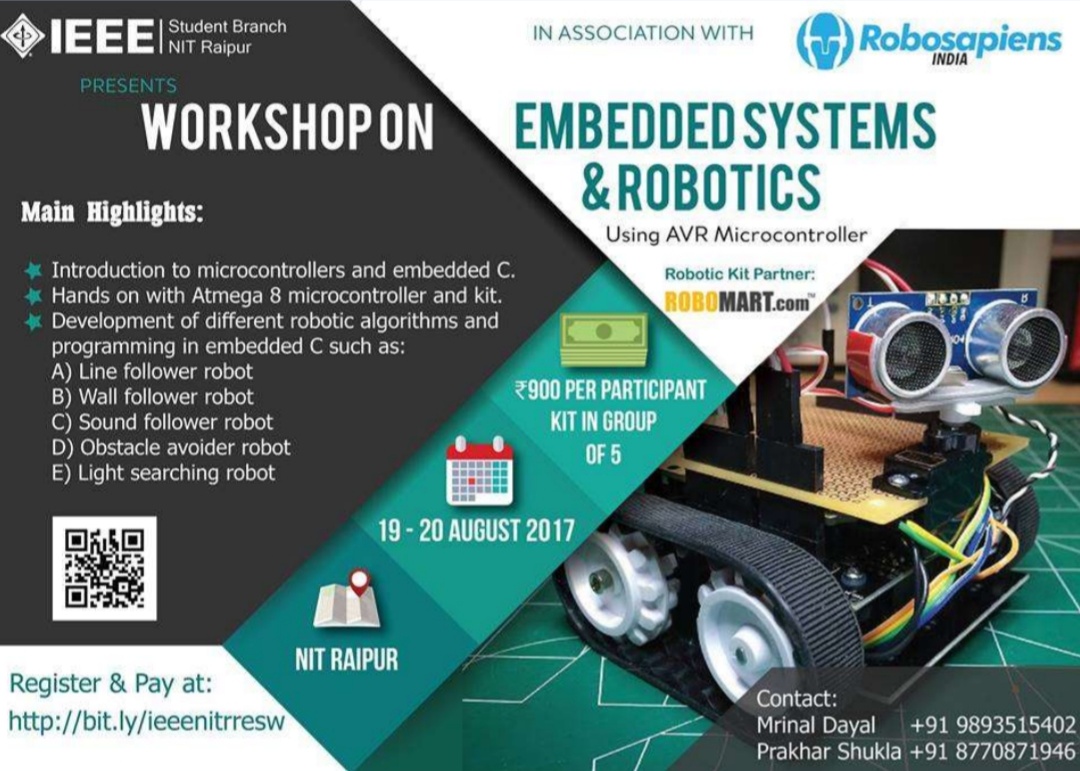 IEEE
Student Branch
NIT Raipur
IN ASSOCIATION WITH
Robosapiens
INDIA
PRESENTS
WORKSHOP ON
EMBEDDED SYSTEMS
& ROBOTICS
Using AVR Microcontroller
Robotic Kit Partner:
ROBOMART.com™
Main Highlights:
Introduction to microcontrollers and embedded C.
Hands on with Atmega 8 microcontroller and kit.
Development of different robotic algorithms and
programming in embedded C such as:
A) Line follower robot
B) Wall follower robot
C) Sound follower robot
D) Obstacle avoider robot
E) Light searching robot
₹900 PER PARTICIPANT
KIT IN GROUP
OF 5
19 - 20 AUGUST 2017
NIT RAIPUR
Register & Pay at:
http://bit.ly/ieeenitrresw
Contact:
Mrinal Dayal +91 9893515402
Prakhar Shukla +91 8770871946